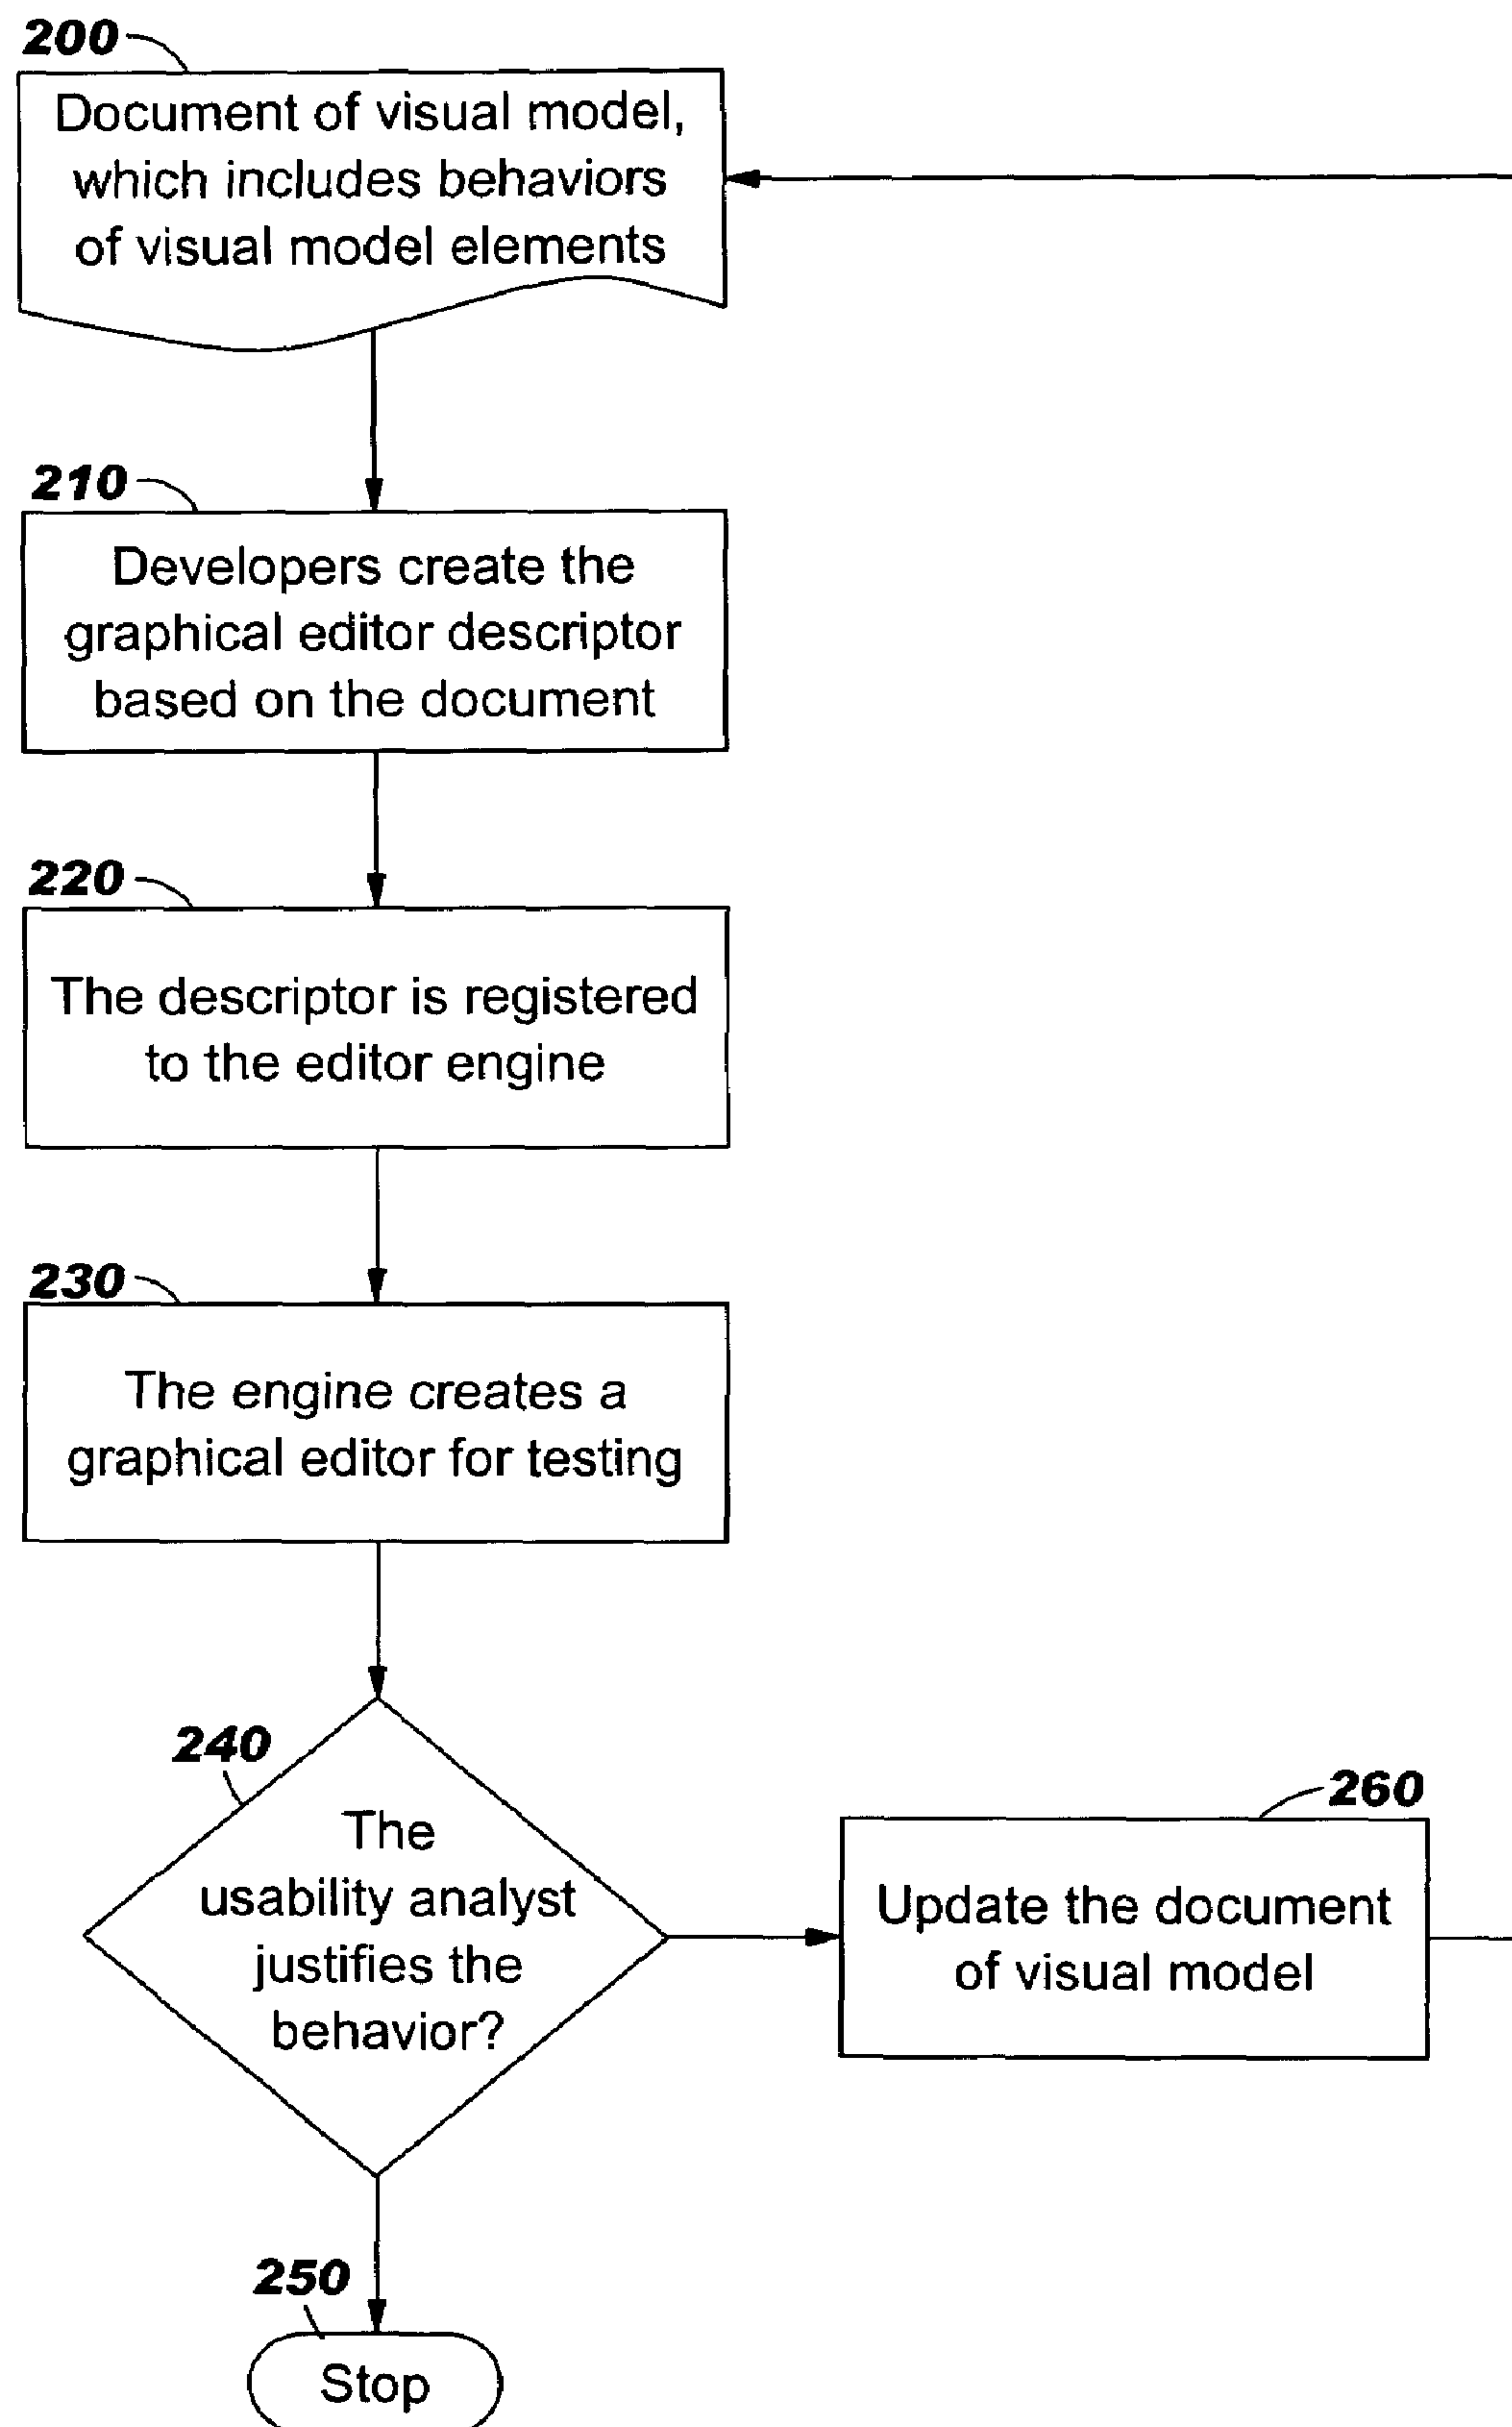 200
Document of visual model,
which includes behaviors
of visual model elements
210
Developers create the
graphical editor descriptor
based on the document
220
The descriptor is registered
to the editor engine
230
The engine creates a
graphical editor for testing
240
The
usability analyst
justifies the
behavior?
260
Update the document
of visual model
250
Stop